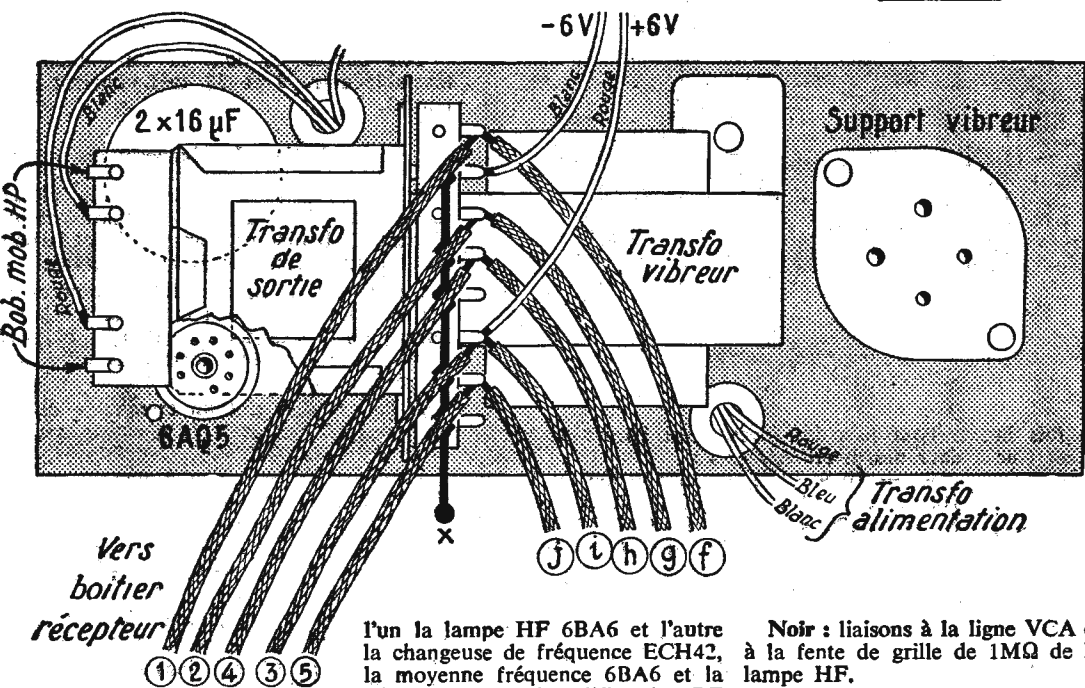 -6V +6V
Blanc
Rouge
Blanc
2×16 µF
Support vibreur
Bob. mob. HP
Rouge
Transfo
de
sortie
Transfo
vibreur
6AQ5
Rouge
Bleu
Blanc
Transfo
alimentation
x
j i h g f
Vers
boitier
récepteur
1 2 4 3 5
l'un la lampe HF 6BA6 et l'autre
la changeuse de fréquence ECH42,
la moyenne fréquence 6BA6 et la
Noir : liaisons à la ligne VCA
à la fente de grille de 1MΩ de
lampe HF.